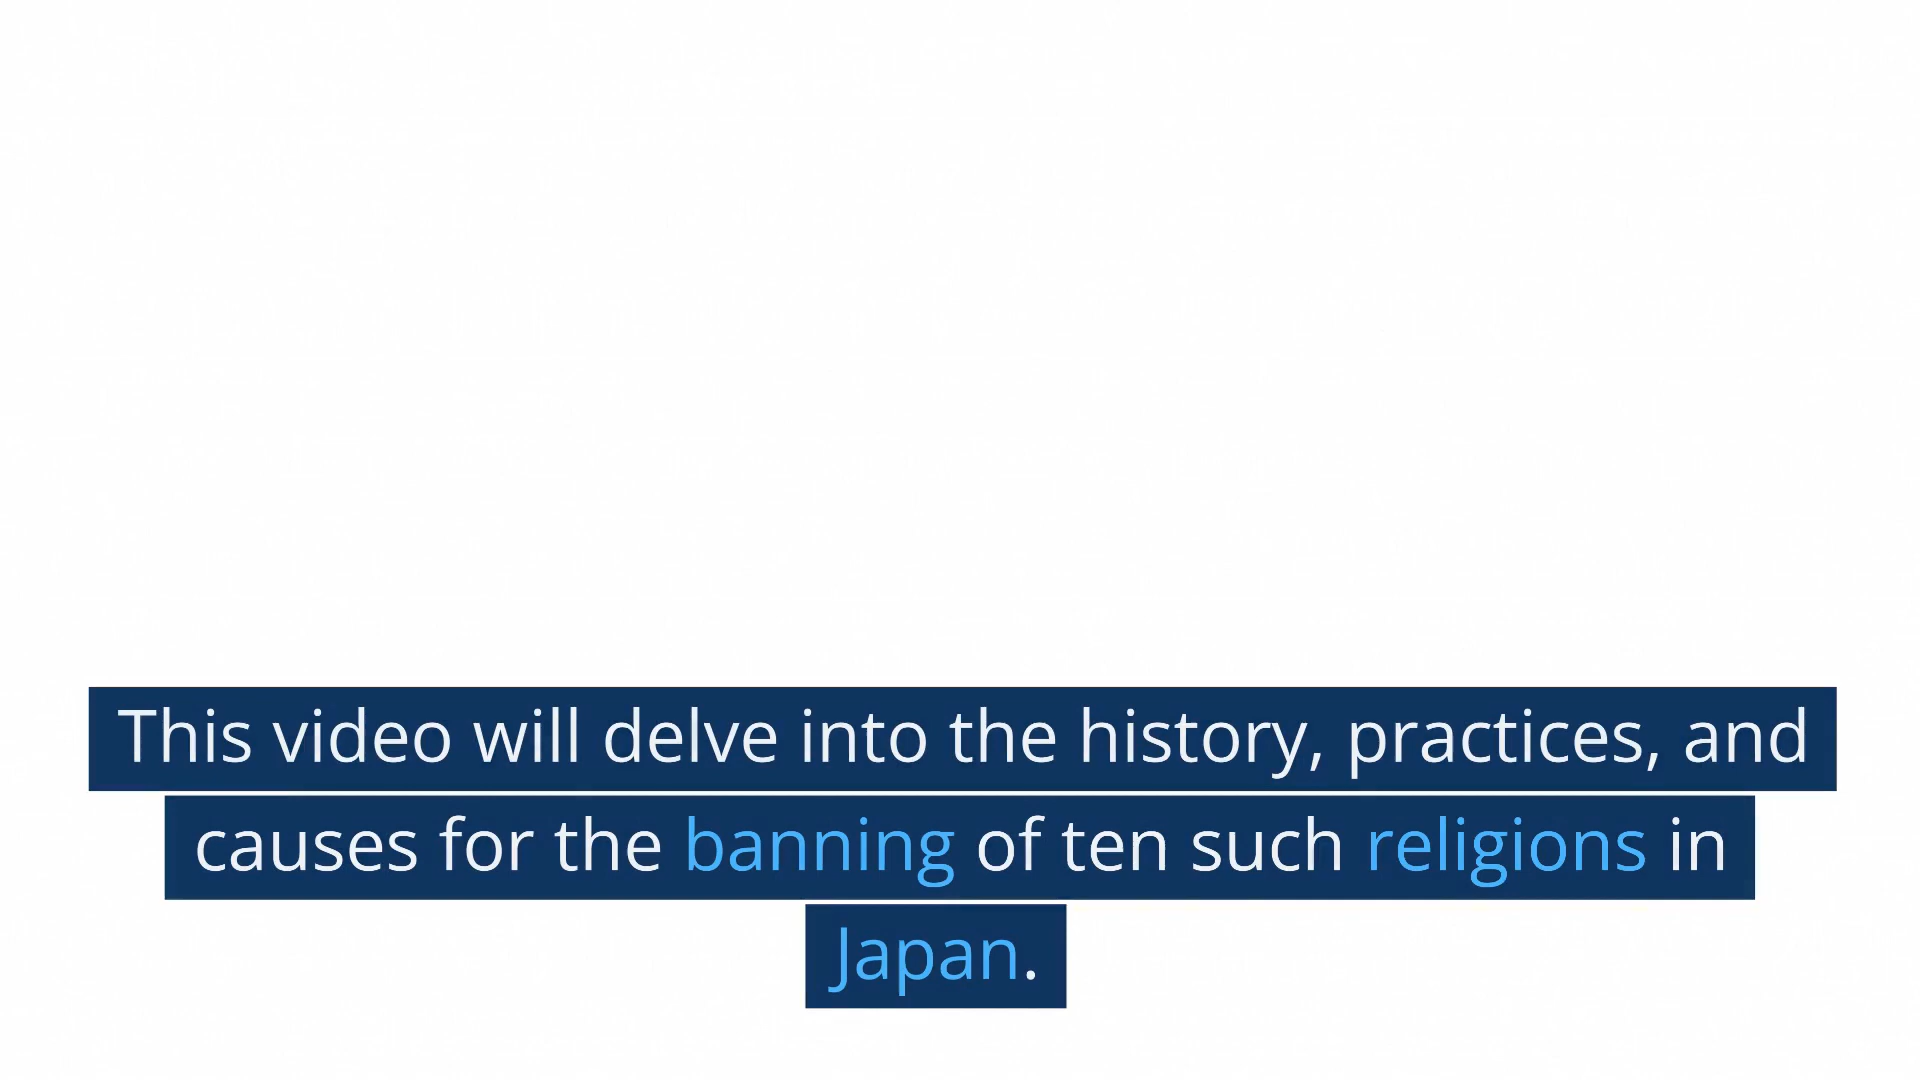 This video will delve into the history, practices, and
causes for the banning of ten such religions in
Japan.